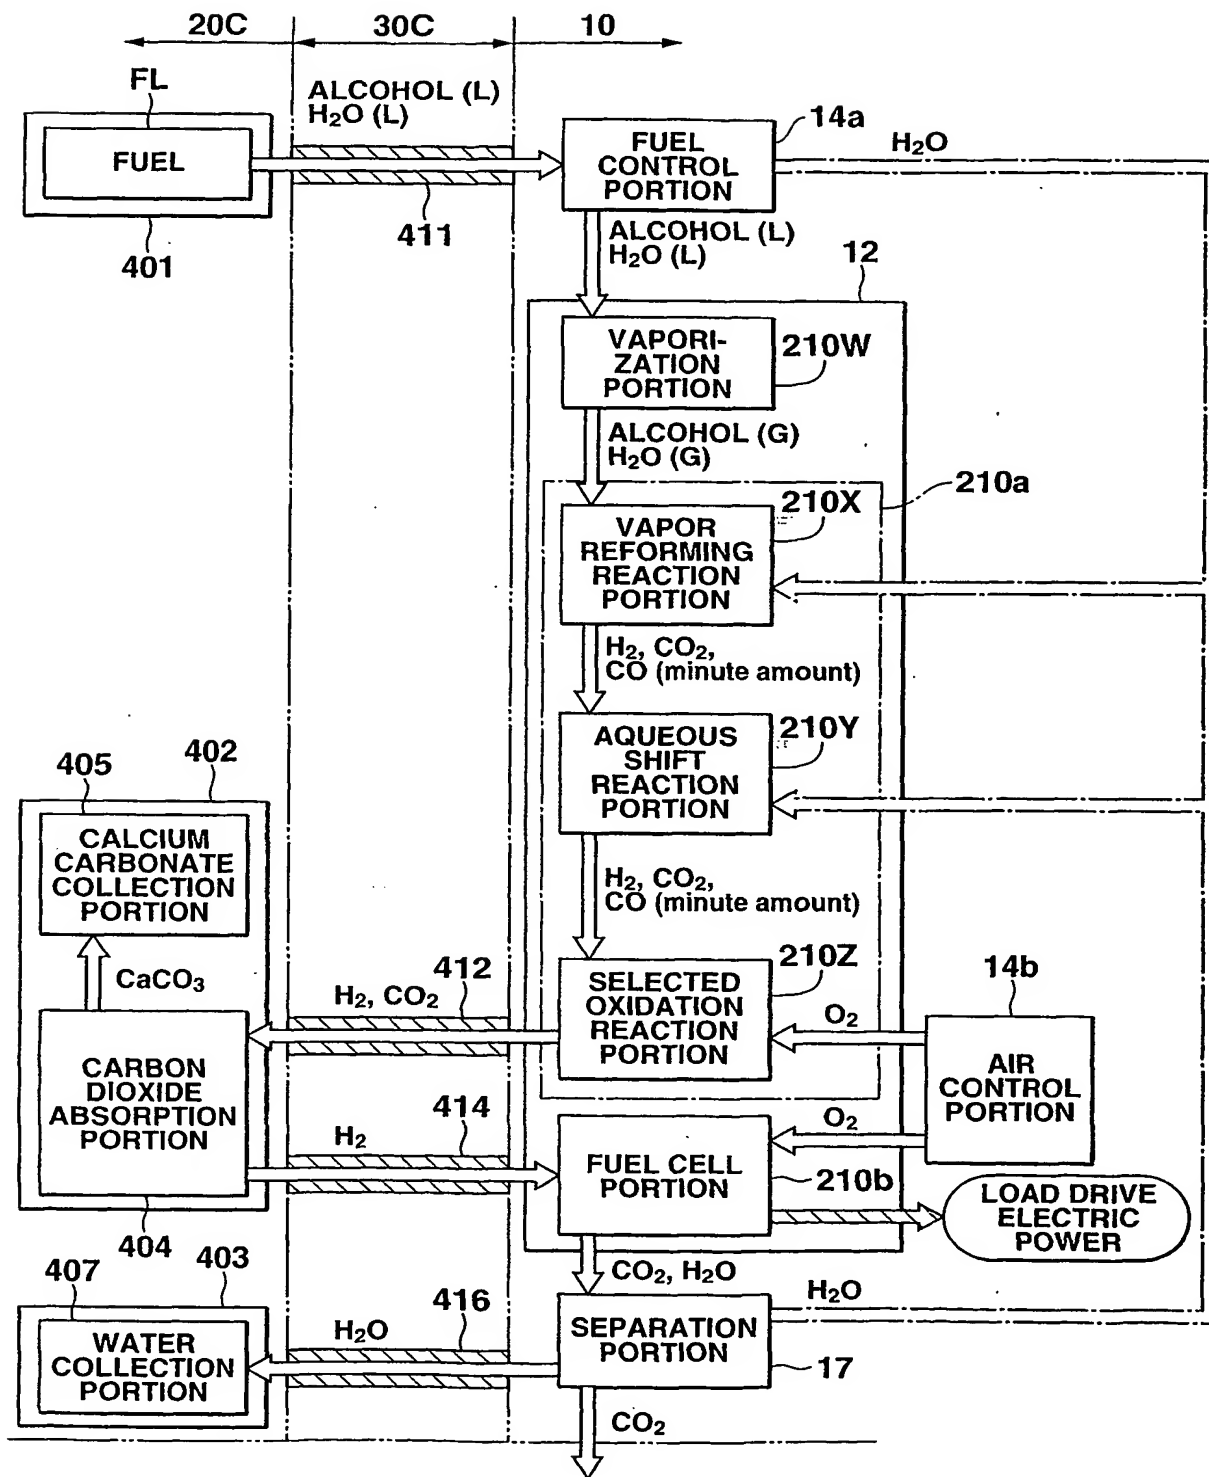 20C
30C
10
FL
ALCOHOL (L)
H2O (L)
14a
FUEL
FUEL
CONTROL
PORTION
H2O
401
411
ALCOHOL (L)
H2O (L)
12
VAPORI-
ZATION
PORTION
210W
ALCOHOL (G)
H2O (G)
210a
210X
VAPOR
REFORMING
REACTION
PORTION
H2, CO2,
CO (minute amount)
210Y
AQUEOUS
SHIFT
REACTION
PORTION
405
402
CALCIUM
CARBONATE
COLLECTION
PORTION
H2, CO2,
CO (minute amount)
CaCO3
412
H2, CO2
210Z
SELECTED
OXIDATION
REACTION
PORTION
O2
14b
AIR
CONTROL
PORTION
CARBON
DIOXIDE
ABSORPTION
PORTION
414
H2
O2
FUEL CELL
PORTION
210b
LOAD DRIVE
ELECTRIC
POWER
404
CO2, H2O
407
403
416
H2O
H2O
WATER
COLLECTION
PORTION
SEPARATION
PORTION
17
CO2